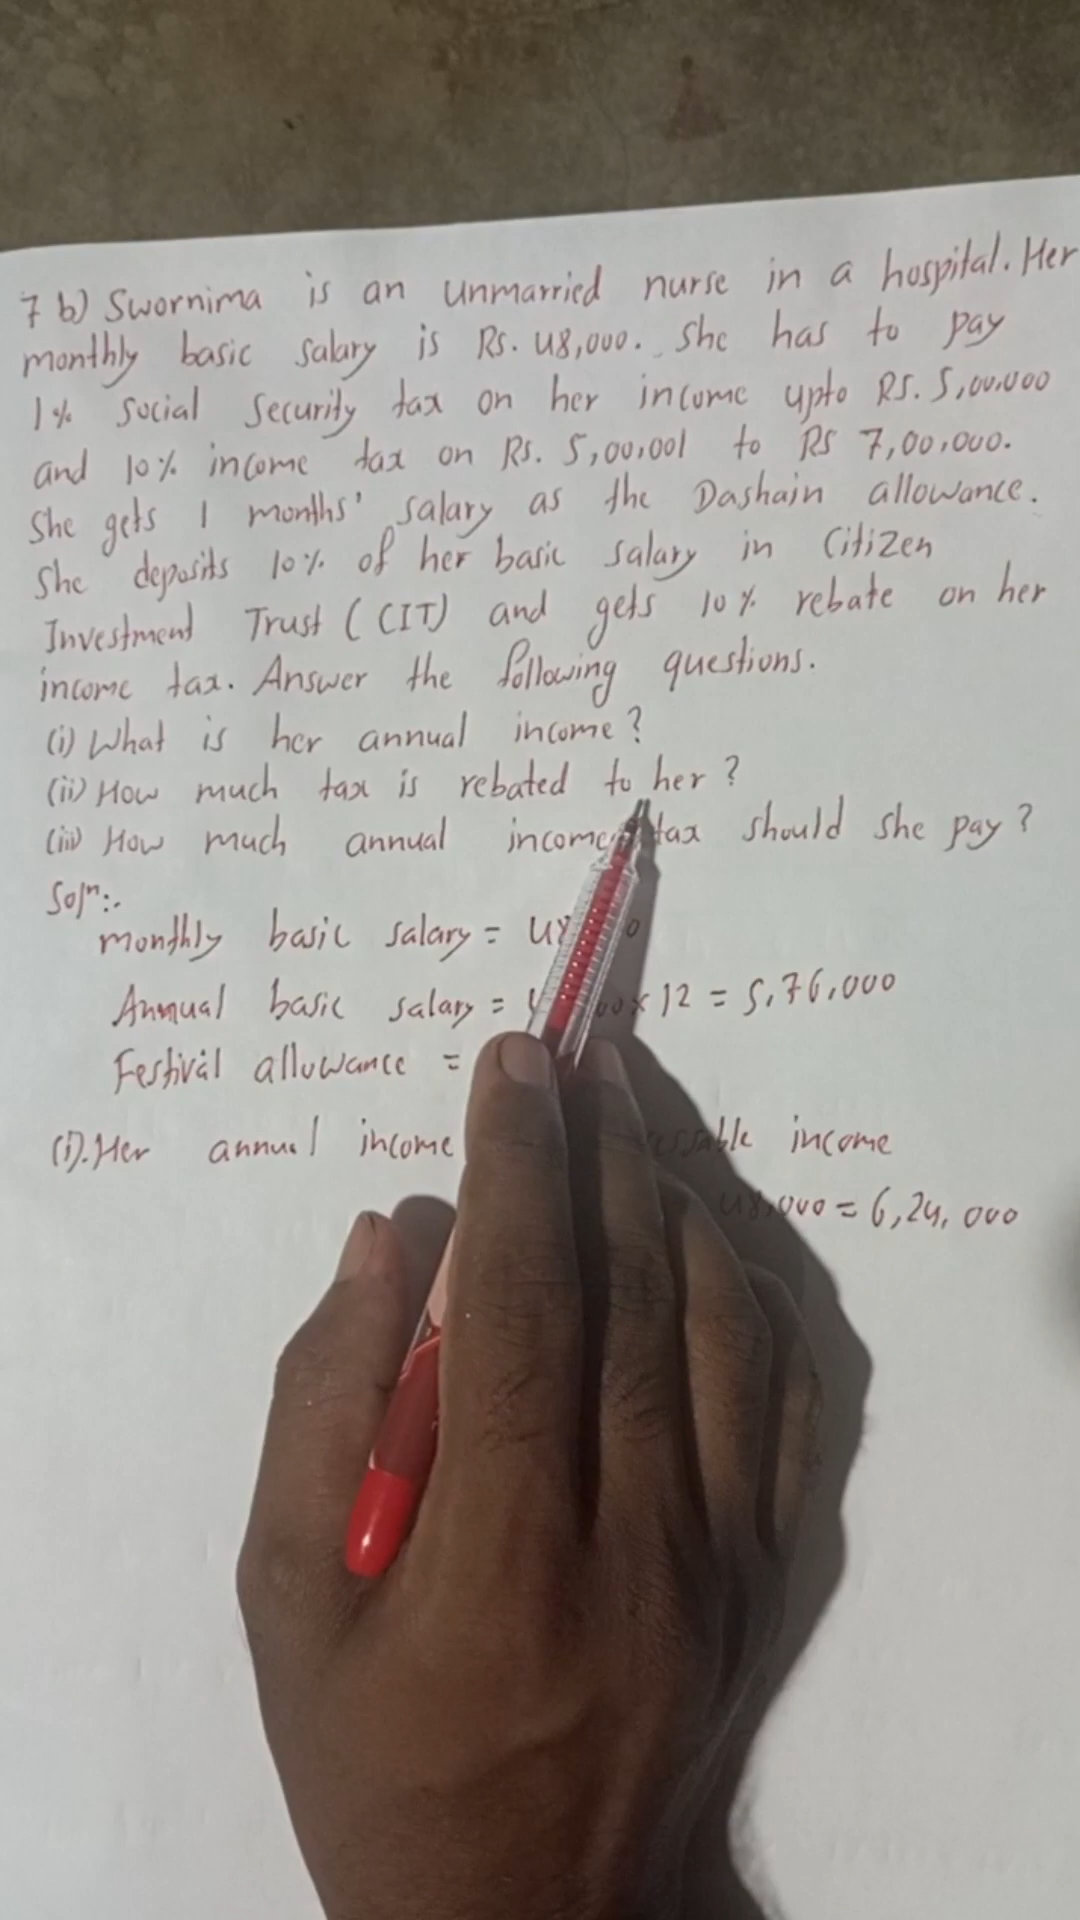 7 b) Swornima is an unmarried nurse in a hospital. Her
monthly basic salary is Rs. 48,000. She has to pay
1% social security tax on her income upto Rs. 5,00,000
and 10% income tax on Rs. 5,00,001 to Rs 7,00,000.
She gets 1 months' salary as the Dashain allowance.
She deposits 10% of her basic salary in Citizen
Investment Trust (CIT) and gets 10% rebate on her
income tax. Answer the following questions.
(i) What is her annual income?
(ii) How much tax is rebated to her?
(iii) How much annual income tax should she pay?
Solⁿ:-
monthly basic salary =
Annual basic salary = x 12 = 5,76,000
Festival allowance =
(i). Her annual income income
48,000 = 6,24,000